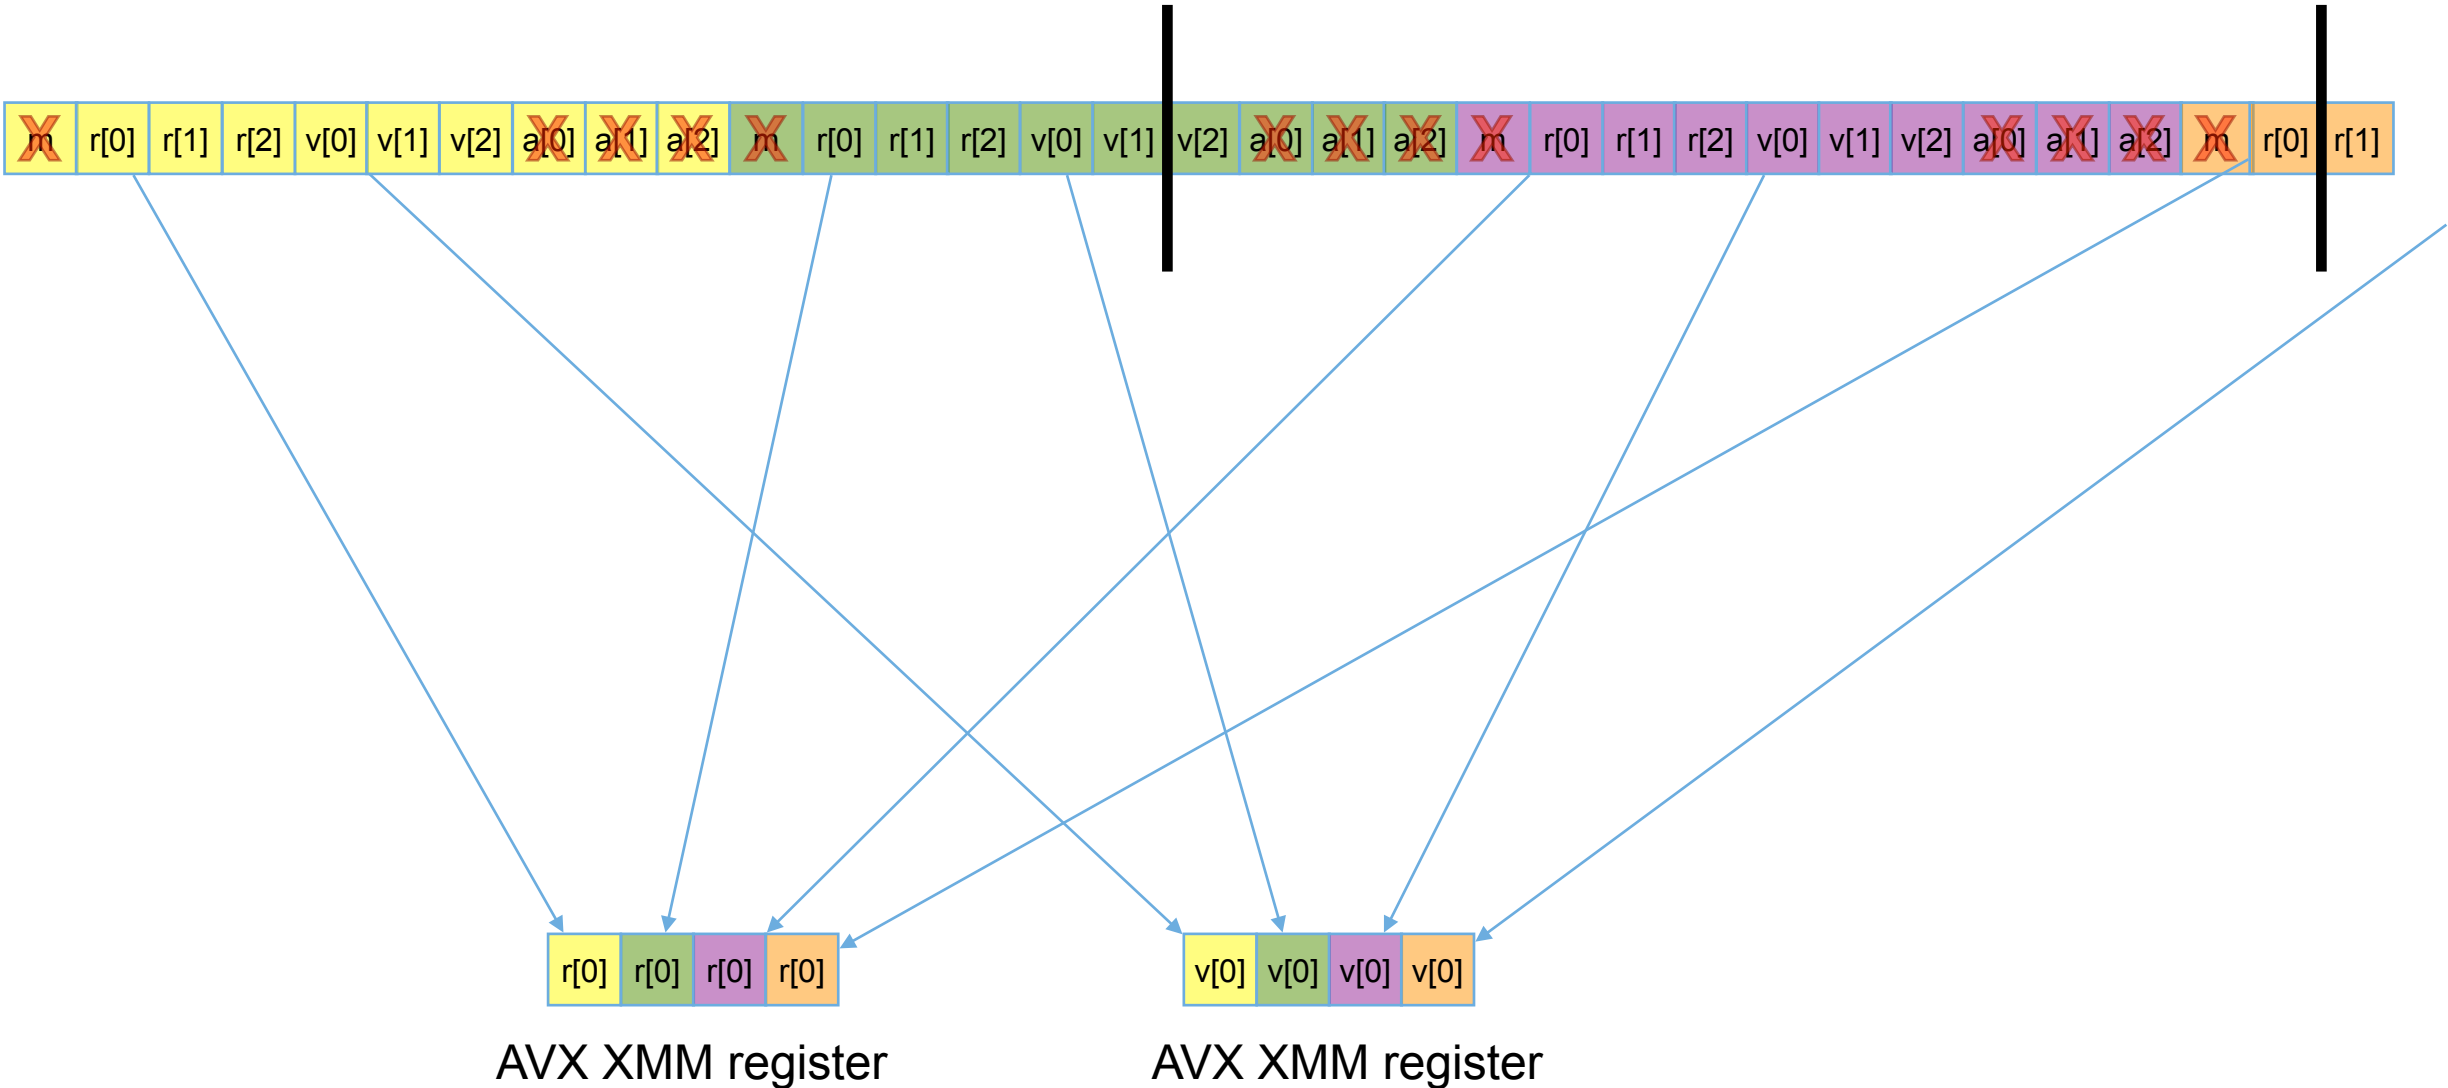 m r[0] r[1] r[2] v[0] v[1] v[2] a[0] a[1] a[2] m r[0] r[1] r[2] v[0] v[1] v[2] a[0] a[1] a[2] m r[0] r[1] r[2] v[0] v[1] v[2] a[0] a[1] a[2] m r[0] r[1]
r[0] r[0] r[0] r[0] v[0] v[0] v[0] v[0]
AVX XMM register AVX XMM register